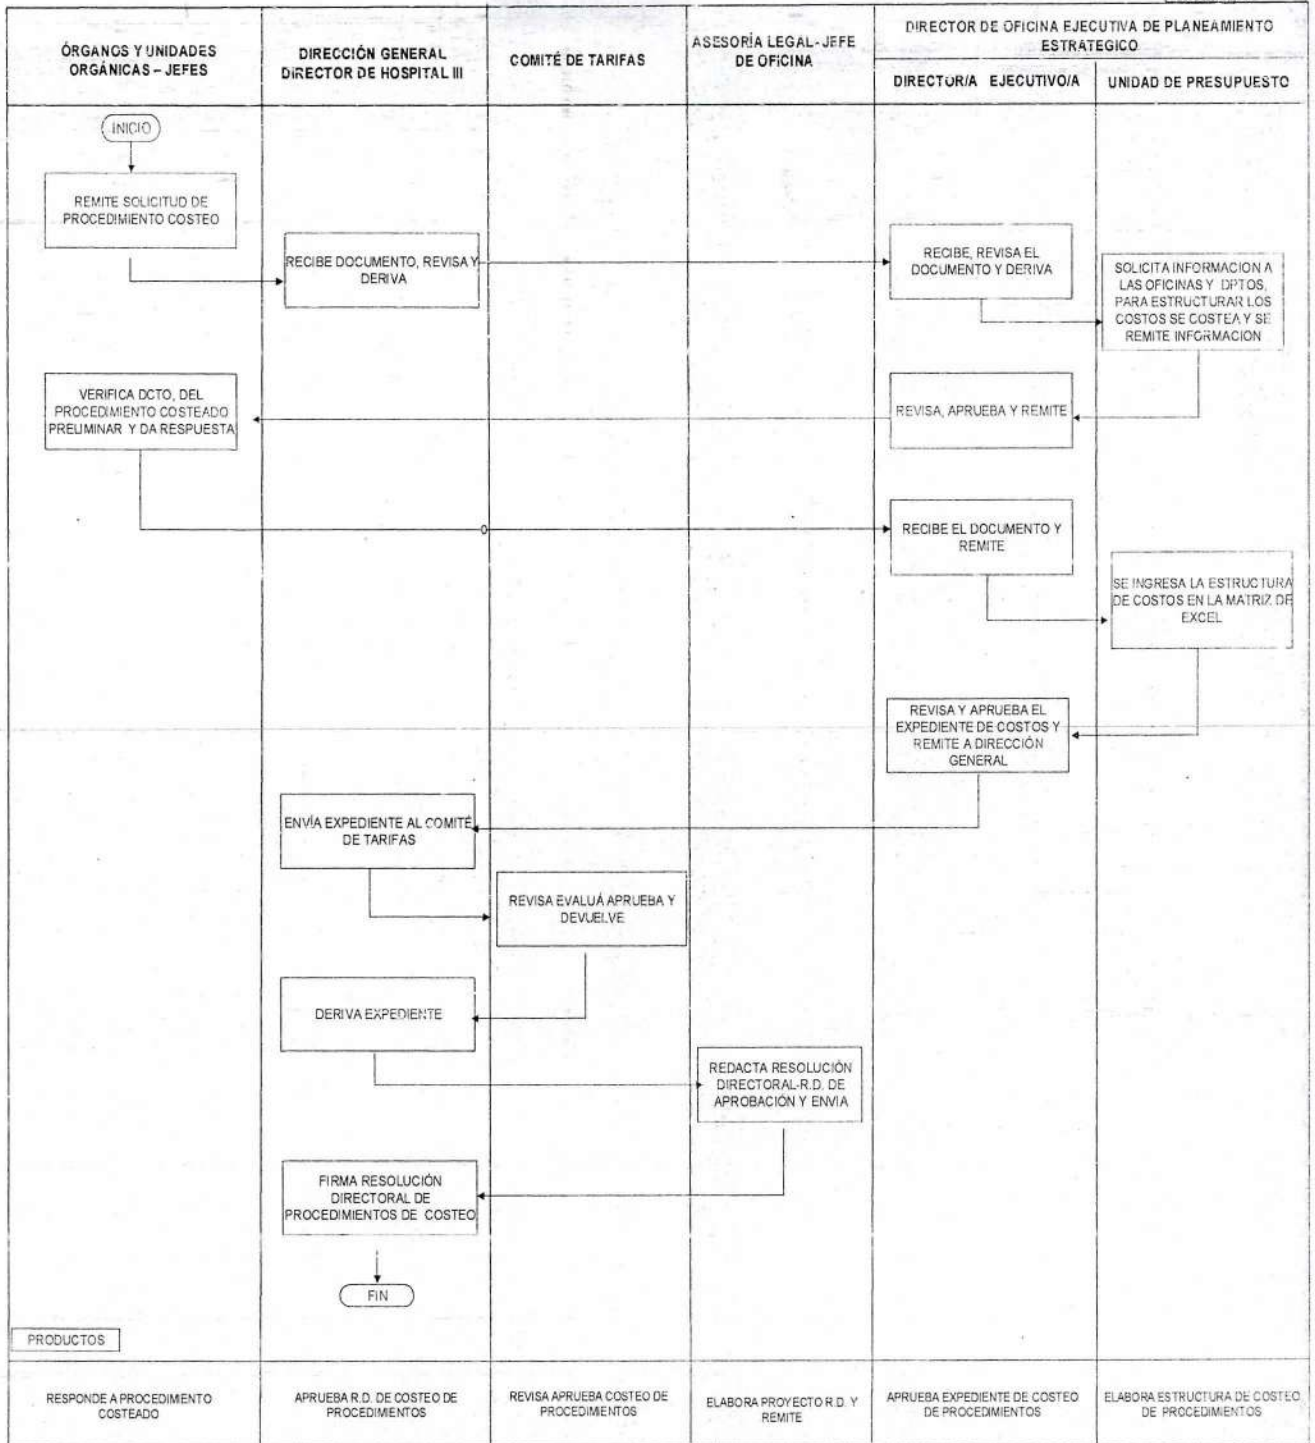 ÓRGANOS Y UNIDADES
ORGÁNICAS – JEFES
DIRECCIÓN GENERAL
DIRECTOR DE HOSPITAL III
COMITÉ DE TARIFAS
ASESORÍA LEGAL- JEFE
DE OFICINA
DIRECTOR DE OFICINA EJECUTIVA DE PLANEAMIENTO
ESTRATEGICO
DIRECTOR/A EJECUTIVO/A
UNIDAD DE PRESUPUESTO
INICIO
REMITE SOLICITUD DE
PROCEDIMIENTO COSTEO
RECIBE DOCUMENTO, REVISA Y
DERIVA
RECIBE, REVISA EL
DOCUMENTO Y DERIVA
SOLICITA INFORMACION A
LAS OFICINAS Y DPTOS,
PARA ESTRUCTURAR LOS
COSTOS SE COSTEA Y SE
REMITE INFORMACION
VERIFICA DCTO, DEL
PROCEDIMIENTO COSTEADO
PRELIMINAR Y DA RESPUESTA
REVISA, APRUEBA Y REMITE
RECIBE EL DOCUMENTO Y
REMITE
SE INGRESA LA ESTRUCTURA
DE COSTOS EN LA MATRIZ DE
EXCEL
REVISA Y APRUEBA EL
EXPEDIENTE DE COSTOS Y
REMITE A DIRECCIÓN
GENERAL
ENVÍA EXPEDIENTE AL COMITÉ
DE TARIFAS
REVISA EVALUÁ APRUEBA Y
DEVUELVE
DERIVA EXPEDIENTE
REDACTA RESOLUCIÓN
DIRECTORAL-R.D. DE
APROBACIÓN Y ENVIA
FIRMA RESOLUCIÓN
DIRECTORAL DE
PROCEDIMIENTOS DE COSTEO
FIN
PRODUCTOS
RESPONDE A PROCEDIMIENTO
COSTEADO
APRUEBA R.D. DE COSTEO DE
PROCEDIMIENTOS
REVISA APRUEBA COSTEO DE
PROCEDIMIENTOS
ELABORA PROYECTO R.D. Y
REMITE
APRUEBA EXPEDIENTE DE COSTEO
DE PROCEDIMIENTOS
ELABORA ESTRUCTURA DE COSTEO
DE PROCEDIMIENTOS